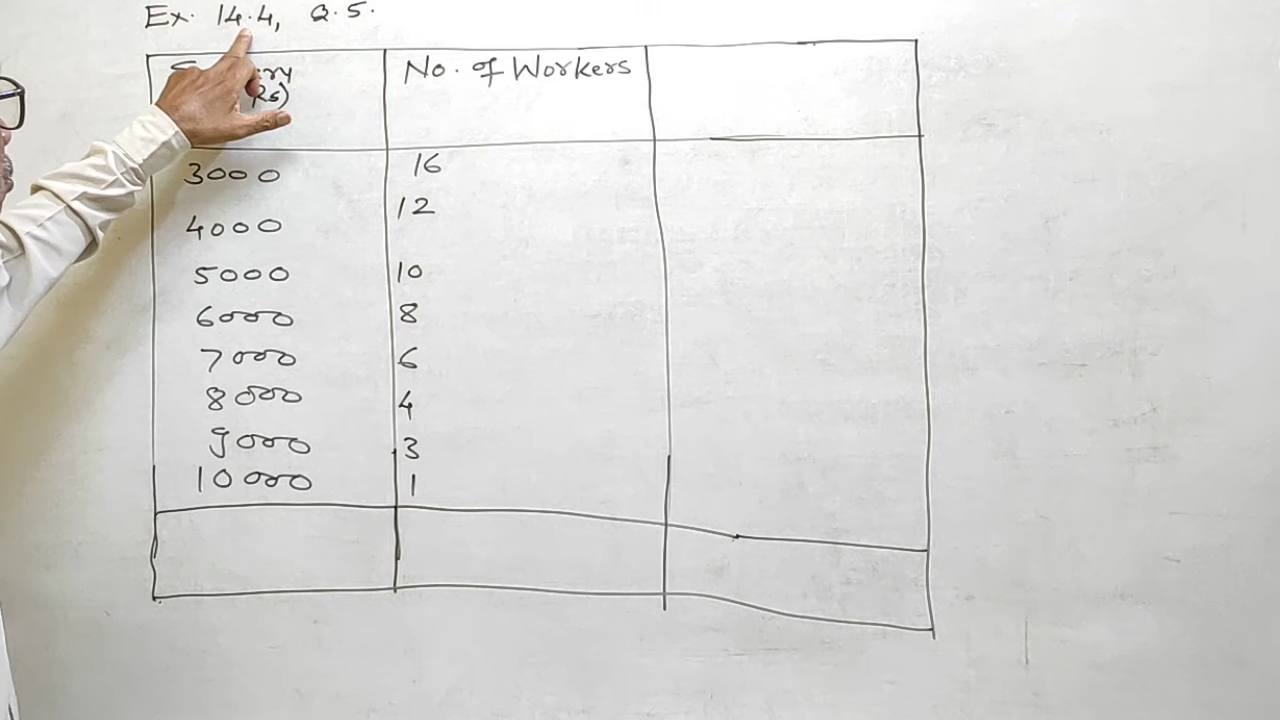 Ex. 14.4, Q.5.
No. of Workers
Rs)
3000 16
4000 12
5000 10
6000 8
7000 6
8000 4
9000 3
10000 1